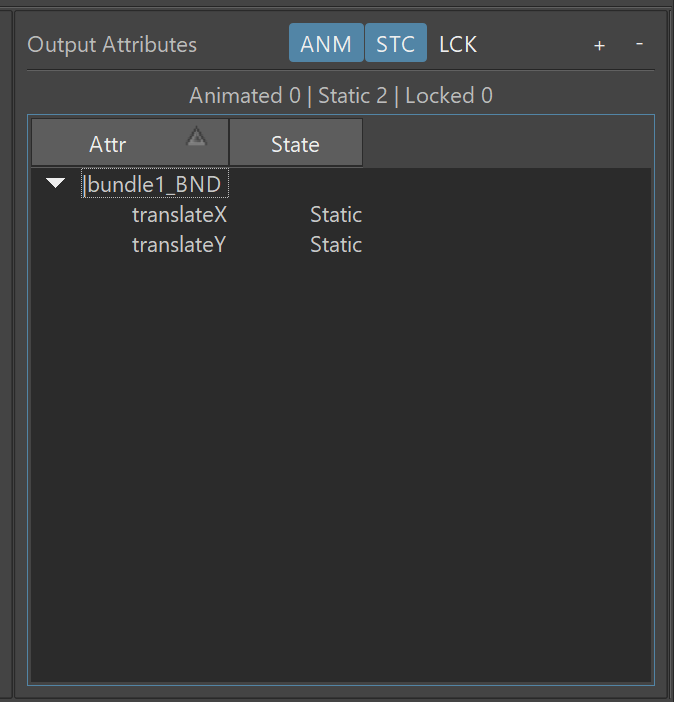 Output Attributes ANM STC LCK + -
Animated 0 | Static 2 | Locked 0
Attr State
|bundle1_BND
translateX Static
translateY Static